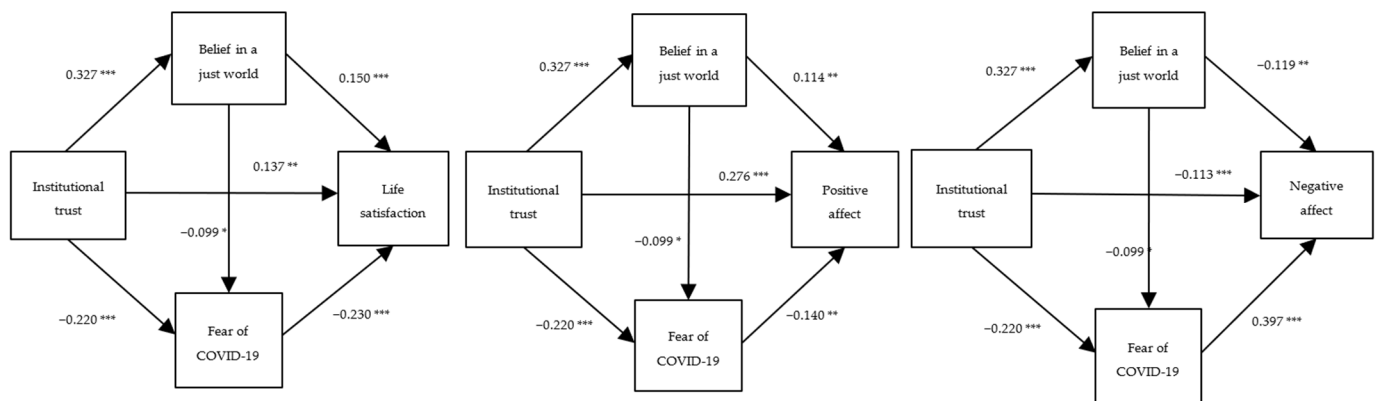 Belief in a
just world
0.327 ***
0.150 ***
Institutional
trust
0.137 **
Life
satisfaction
−0.099 *
−0.220 ***
−0.230 ***
Fear of
COVID-19
Belief in a
just world
0.327 ***
0.114 **
Institutional
trust
0.276 ***
Positive
affect
−0.099 *
−0.220 ***
−0.140 **
Fear of
COVID-19
Belief in a
just world
0.327 ***
−0.119 **
Institutional
trust
−0.113 ***
Negative
affect
−0.099 *
−0.220 ***
0.397 ***
Fear of
COVID-19